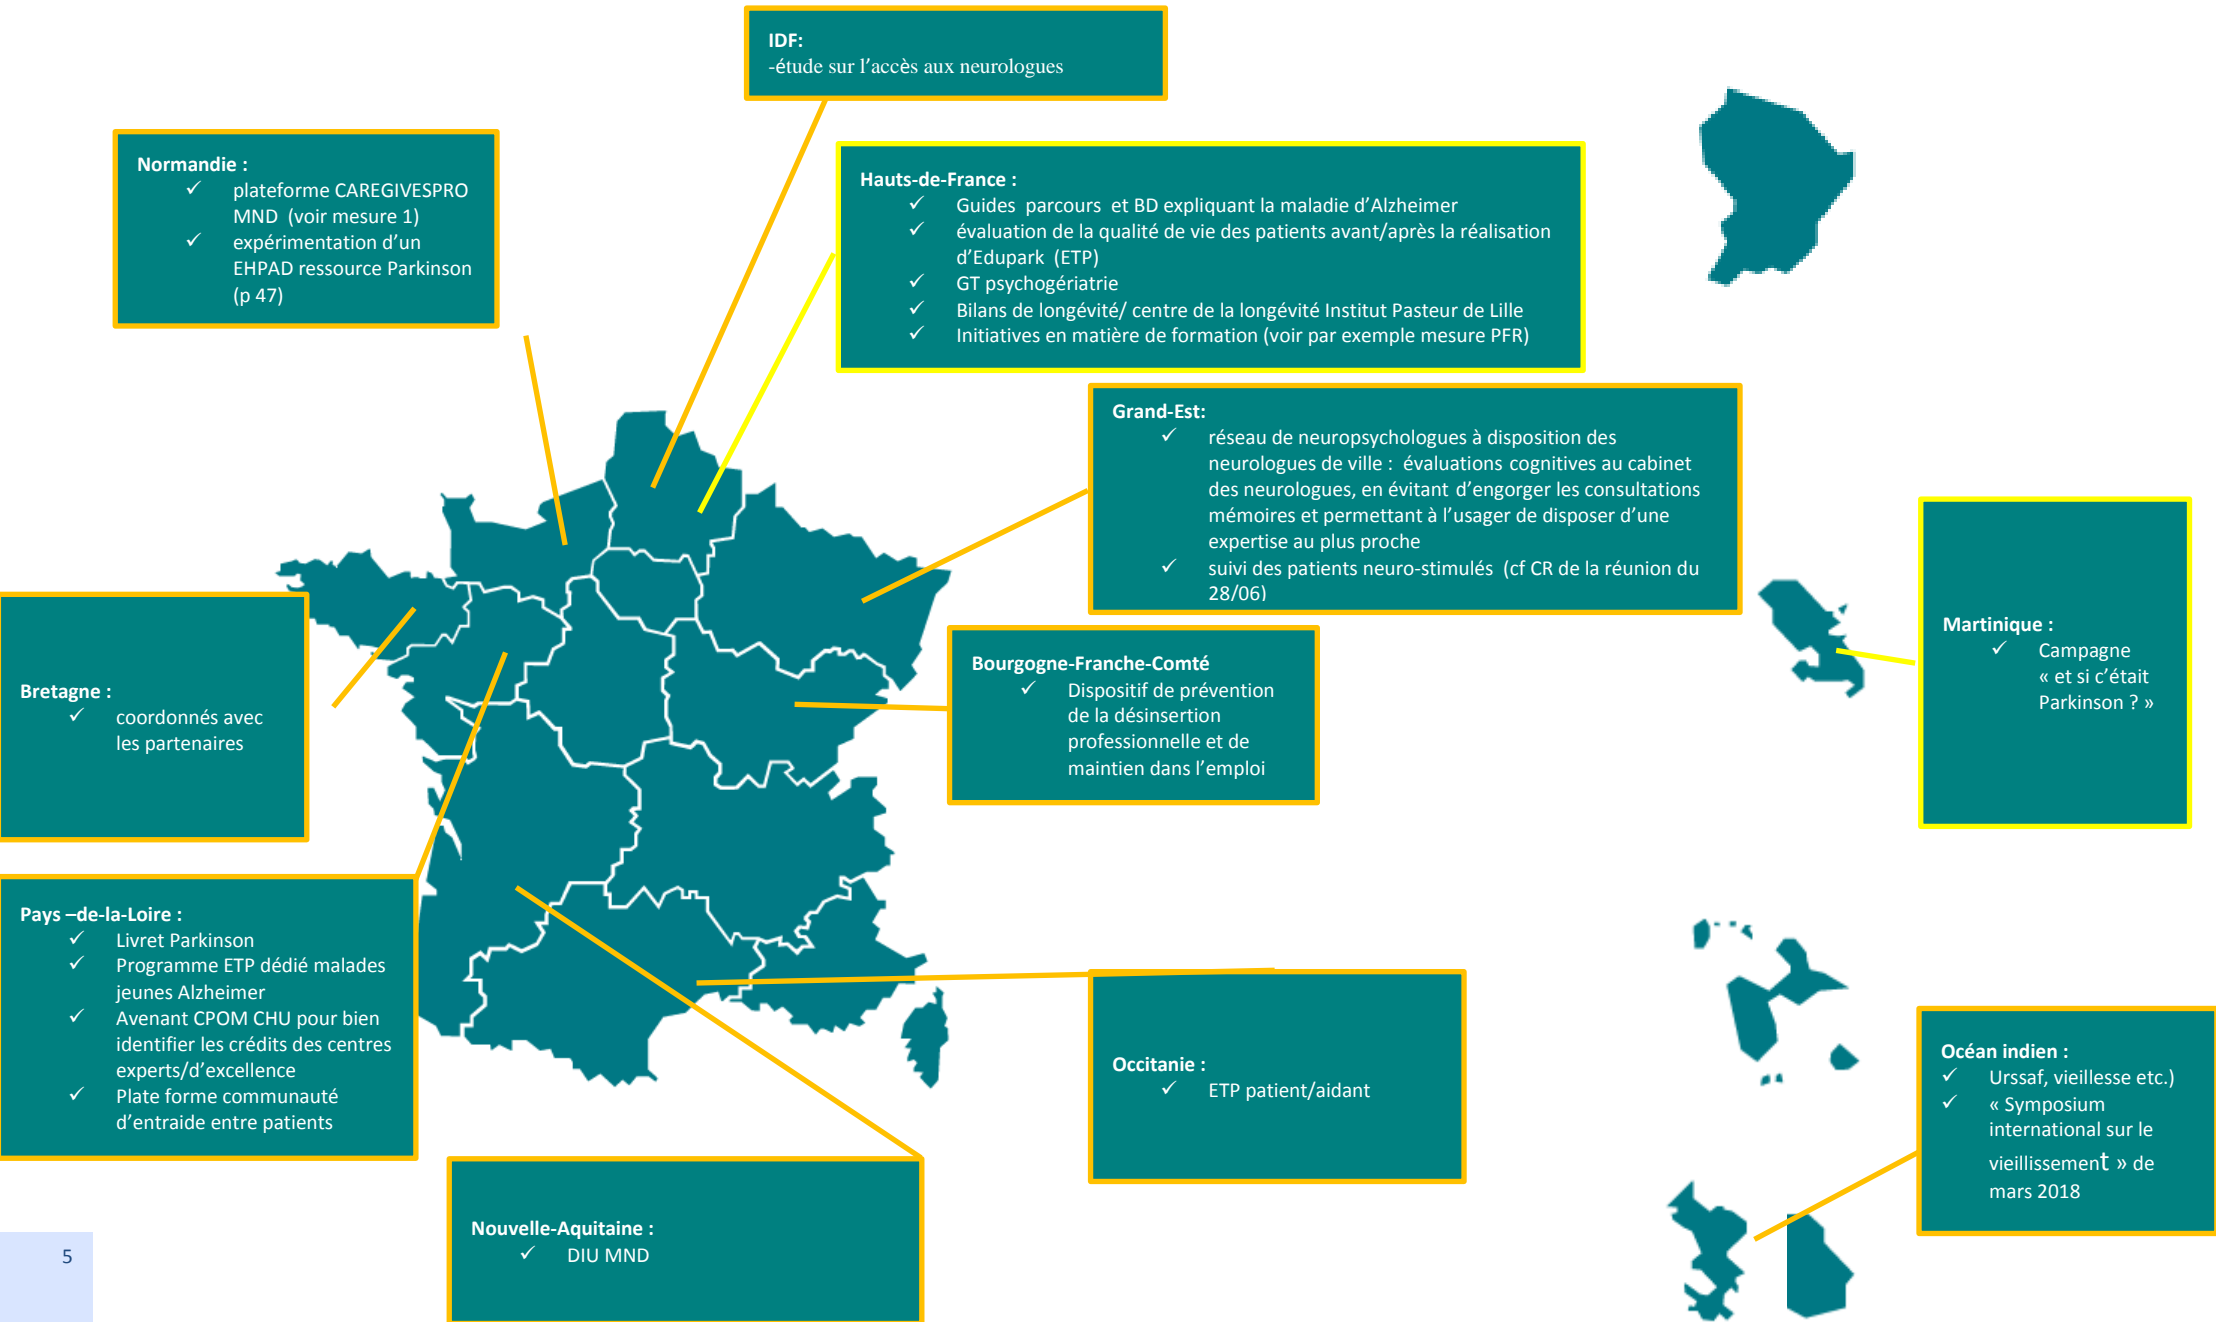 IDF:
-étude sur l'accès aux neurologues
Normandie :
✓ plateforme CAREGIVESPRO
MND (voir mesure 1)
✓ expérimentation d'un
EHPAD ressource Parkinson
(p 47)
Hauts-de-France :
✓ Guides parcours et BD expliquant la maladie d'Alzheimer
✓ évaluation de la qualité de vie des patients avant/après la réalisation
d'Edupark (ETP)
✓ GT psychogériatrie
✓ Bilans de longévité/ centre de la longévité Institut Pasteur de Lille
✓ Initiatives en matière de formation (voir par exemple mesure PFR)
Grand-Est:
✓ réseau de neuropsychologues à disposition des
neurologues de ville : évaluations cognitives au cabinet
des neurologues, en évitant d'engorger les consultations
mémoires et permettant à l'usager de disposer d'une
expertise au plus proche
✓ suivi des patients neuro-stimulés (cf CR de la réunion du
28/06)
Martinique :
✓ Campagne
« et si c'était
Parkinson ? »
Bretagne :
✓ coordonnés avec
les partenaires
Bourgogne-Franche-Comté
✓ Dispositif de prévention
de la désinsertion
professionnelle et de
maintien dans l'emploi
Pays –de-la-Loire :
✓ Livret Parkinson
✓ Programme ETP dédié malades
jeunes Alzheimer
✓ Avenant CPOM CHU pour bien
identifier les crédits des centres
experts/d'excellence
✓ Plate forme communauté
d'entraide entre patients
Occitanie :
✓ ETP patient/aidant
Océan indien :
✓ Urssaf, vieillesse etc.)
✓ « Symposium
international sur le
vieillissement » de
mars 2018
Nouvelle-Aquitaine :
✓ DIU MND
5